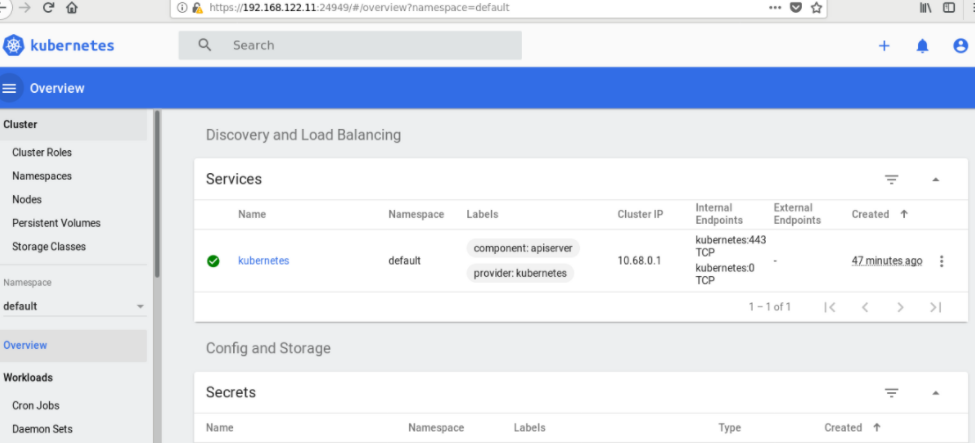 https://192.168.122.11:24949/#/overview?namespace=default
kubernetes
Search
Overview
Cluster
Cluster Roles
Namespaces
Nodes
Persistent Volumes
Storage Classes
Namespace
default
Overview
Workloads
Cron Jobs
Daemon Sets
Discovery and Load Balancing
Services
Name Namespace Labels Cluster IP Internal Endpoints External Endpoints Created
kubernetes default component: apiserver provider: kubernetes 10.68.0.1 kubernetes:443 TCP kubernetes:0 TCP - 47 minutes ago
1 – 1 of 1
Config and Storage
Secrets
Name Namespace Labels Type Created